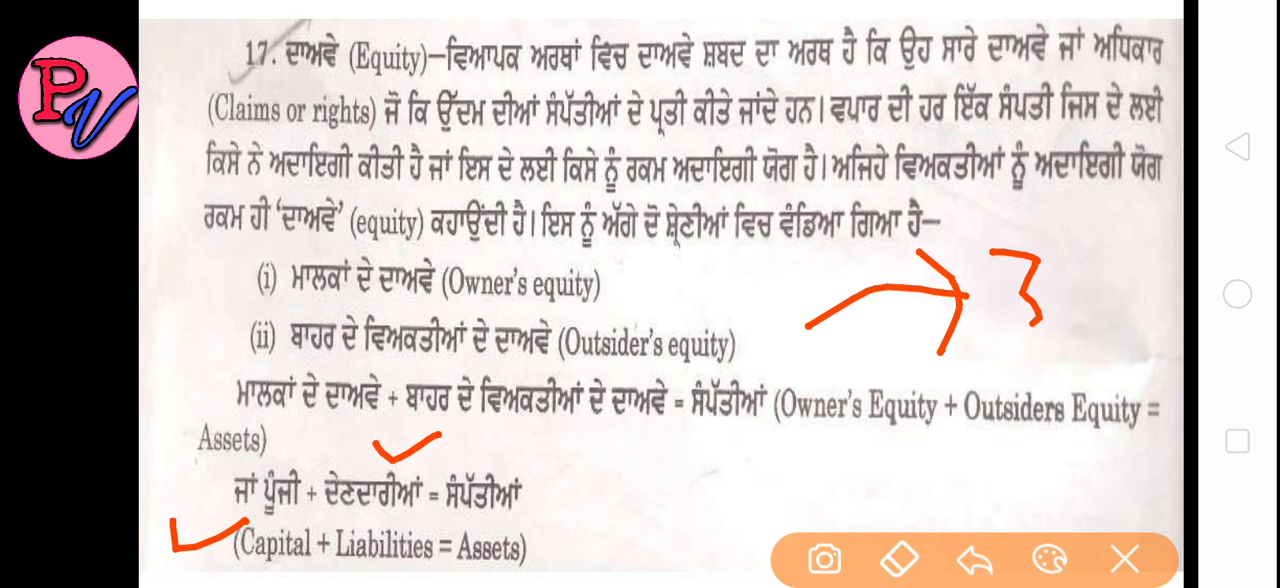 PV
17. ਦਾਅਵੇ (Equity)—ਵਿਆਪਕ ਅਰਥਾਂ ਵਿਚ ਦਾਅਵੇ ਸ਼ਬਦ ਦਾ ਅਰਥ ਹੈ ਕਿ ਉਹ ਸਾਰੇ ਦਾਅਵੇ ਜਾਂ ਅਧਿਕਾਰ
(Claims or rights) ਜੋ ਕਿ ਉੱਦਮ ਦੀਆਂ ਸੰਪੱਤੀਆਂ ਦੇ ਪ੍ਰਤੀ ਕੀਤੇ ਜਾਂਦੇ ਹਨ। ਵਪਾਰ ਦੀ ਹਰ ਇੱਕ ਸੰਪਤੀ ਜਿਸ ਦੇ ਲਈ
ਕਿਸੇ ਨੇ ਅਦਾਇਗੀ ਕੀਤੀ ਹੈ ਜਾਂ ਇਸ ਦੇ ਲਈ ਕਿਸੇ ਨੂੰ ਰਕਮ ਅਦਾਇਗੀ ਯੋਗ ਹੈ। ਅਜਿਹੇ ਵਿਅਕਤੀਆਂ ਨੂੰ ਅਦਾਇਗੀ ਯੋਗ
ਰਕਮ ਹੀ ‘ਦਾਅਵੇ’ (equity) ਕਹਾਉਂਦੀ ਹੈ। ਇਸ ਨੂੰ ਅੱਗੇ ਦੋ ਸ਼੍ਰੇਣੀਆਂ ਵਿਚ ਵੰਡਿਆ ਗਿਆ ਹੈ—
(i) ਮਾਲਕਾਂ ਦੇ ਦਾਅਵੇ (Owner's equity)
3
(ii) ਬਾਹਰ ਦੇ ਵਿਅਕਤੀਆਂ ਦੇ ਦਾਅਵੇ (Outsider's equity)
ਮਾਲਕਾਂ ਦੇ ਦਾਅਵੇ + ਬਾਹਰ ਦੇ ਵਿਅਕਤੀਆਂ ਦੇ ਦਾਅਵੇ = ਸੰਪੱਤੀਆਂ (Owner's Equity + Outsiders Equity =
Assets)
ਜਾਂ ਪੂੰਜੀ + ਦੇਣਦਾਰੀਆਂ = ਸੰਪੱਤੀਆਂ
(Capital + Liabilities = Assets)